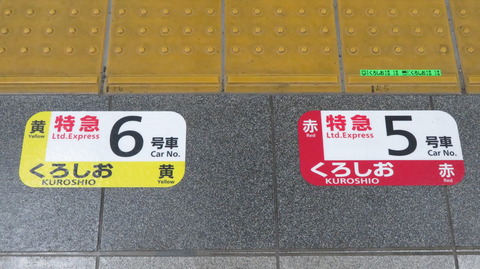 黄
Yellow
特急
Ltd.Express
6
号車
Car No.
くろしお
KUROSHIO
黄
Yellow
赤
Red
特急
Ltd.Express
5
号車
Car No.
くろしお
KUROSHIO
赤
Red